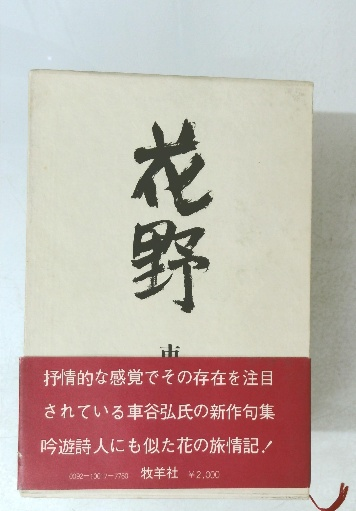 花野
車
抒情的な感覚でその存在を注目
されている車谷弘氏の新作句集
吟遊詩人にも似た花の旅情記!
牧羊社 ¥2,000